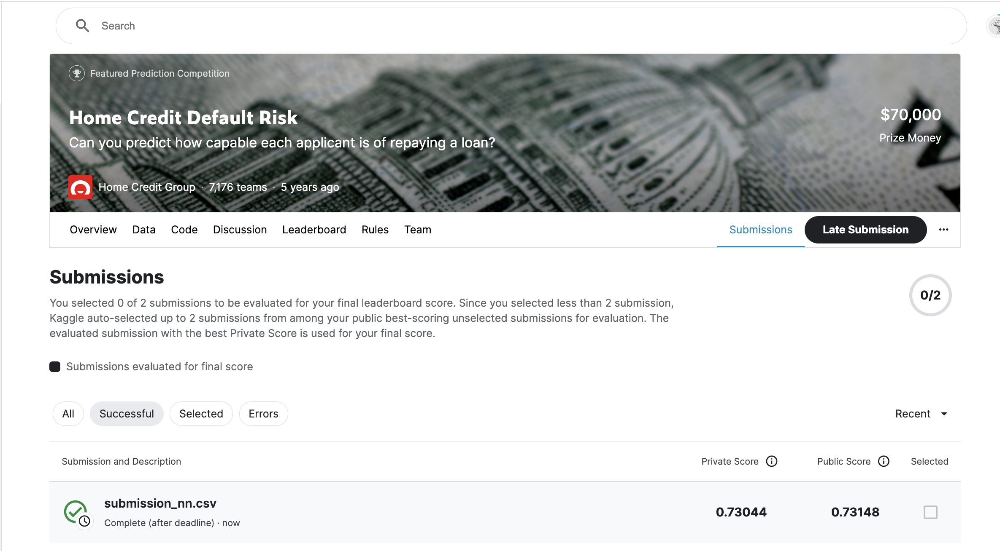 Search
Featured Prediction Competition
Home Credit Default Risk
Can you predict how capable each applicant is of repaying a loan?
$70,000
Prize Money
Home Credit Group · 7,176 teams · 5 years ago
Overview Data Code Discussion Leaderboard Rules Team Submissions Late Submission ···
Submissions
You selected 0 of 2 submissions to be evaluated for your final leaderboard score. Since you selected less than 2 submission,
Kaggle auto-selected up to 2 submissions from among your public best-scoring unselected submissions for evaluation. The
evaluated submission with the best Private Score is used for your final score.
0/2
Submissions evaluated for final score
All Successful Selected Errors Recent
Submission and Description Private Score Public Score Selected
submission_nn.csv
Complete (after deadline) · now
0.73044 0.73148